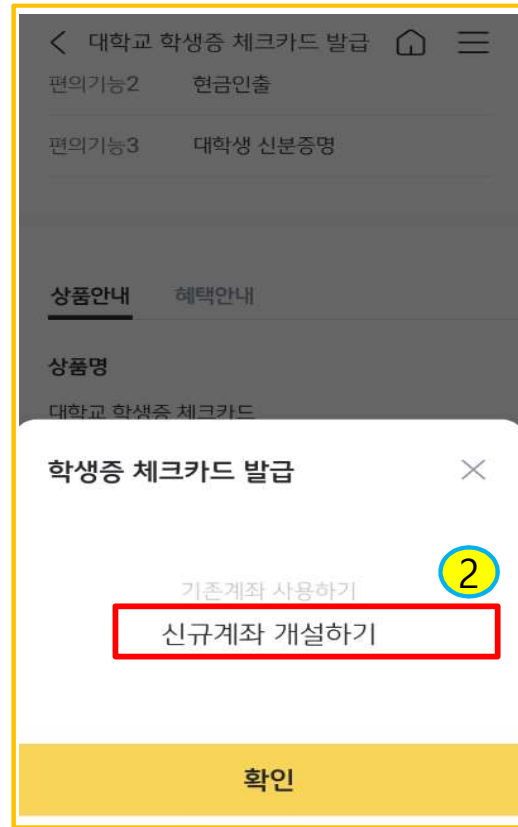 대학교 학생증 체크카드 발급
편의기능2 현금인출
편의기능3 대학생 신분증명
상품안내 혜택안내
상품명
대학교 학생증 체크카드
학생증 체크카드 발급
2
기존계좌 사용하기
신규계좌 개설하기
확인